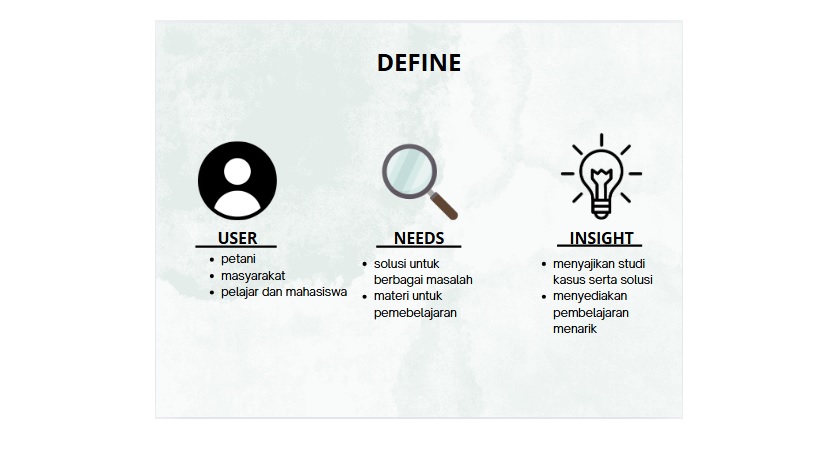 DEFINE
USER
petani
masyarakat
pelajar dan mahasiswa
NEEDS
solusi untuk
berbagai masalah
materi untuk
pemebelajaran
INSIGHT
menyajikan studi
kasus serta solusi
menyediakan
pembelajaran
menarik